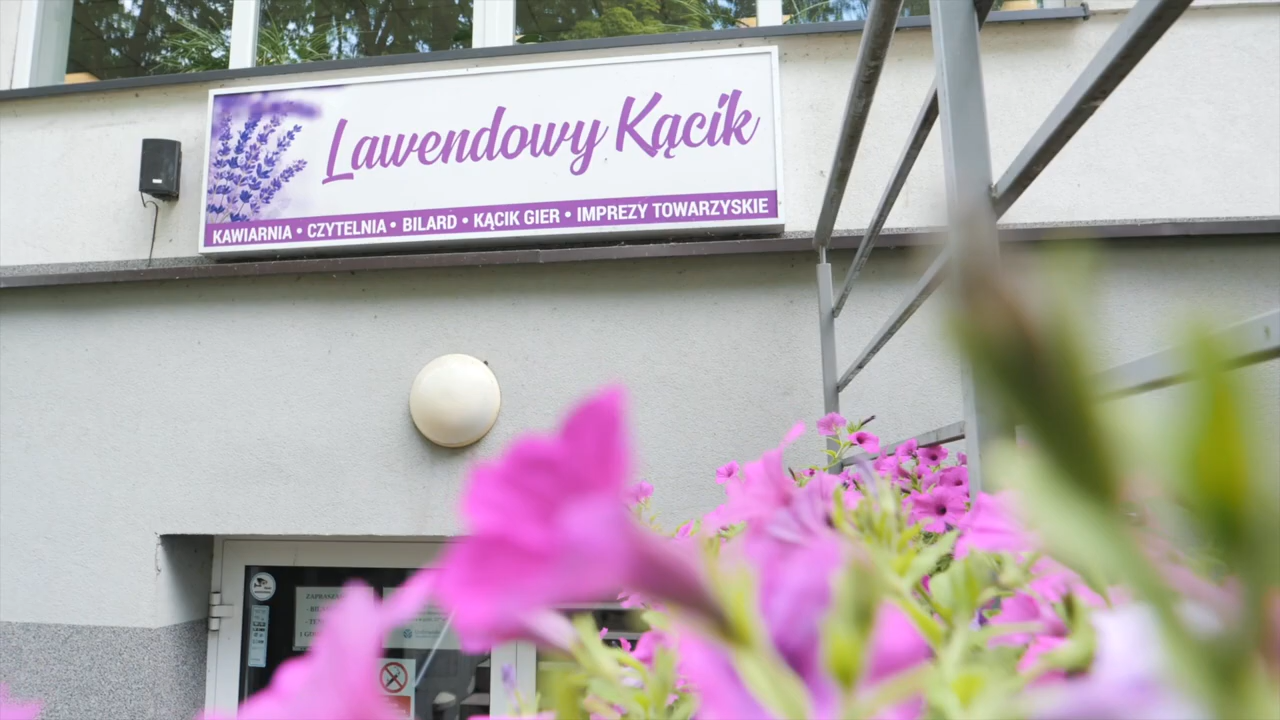 Lawendowy Kącik
KAWIARNIA • CZYTELNIA • BILARD • KĄCIK GIER • IMPREZY TOWARZYSKIE